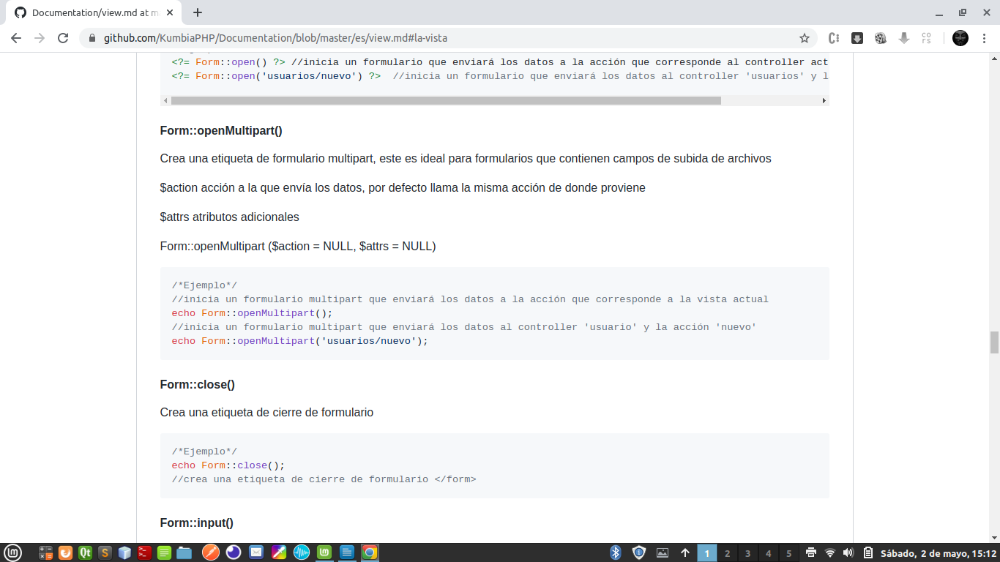 Documentation/view.md at m
github.com/KumbiaPHP/Documentation/blob/master/es/view.md#la-vista
<?= Form::open() ?> //inicia un formulario que enviará los datos a la acción que corresponde al controller act
<?= Form::open('usuarios/nuevo') ?>  //inicia un formulario que enviará los datos al controller 'usuarios' y l
Form::openMultipart()
Crea una etiqueta de formulario multipart, este es ideal para formularios que contienen campos de subida de archivos
$action acción a la que envía los datos, por defecto llama la misma acción de donde proviene
$attrs atributos adicionales
Form::openMultipart ($action = NULL, $attrs = NULL)
/*Ejemplo*/
//inicia un formulario multipart que enviará los datos a la acción que corresponde a la vista actual
echo Form::openMultipart();
//inicia un formulario multipart que enviará los datos al controller 'usuario' y la acción 'nuevo'
echo Form::openMultipart('usuarios/nuevo');
Form::close()
Crea una etiqueta de cierre de formulario
/*Ejemplo*/
echo Form::close();
//crea una etiqueta de cierre de formulario </form>
Form::input()
1 2 3 4 5 Sábado, 2 de mayo, 15:12